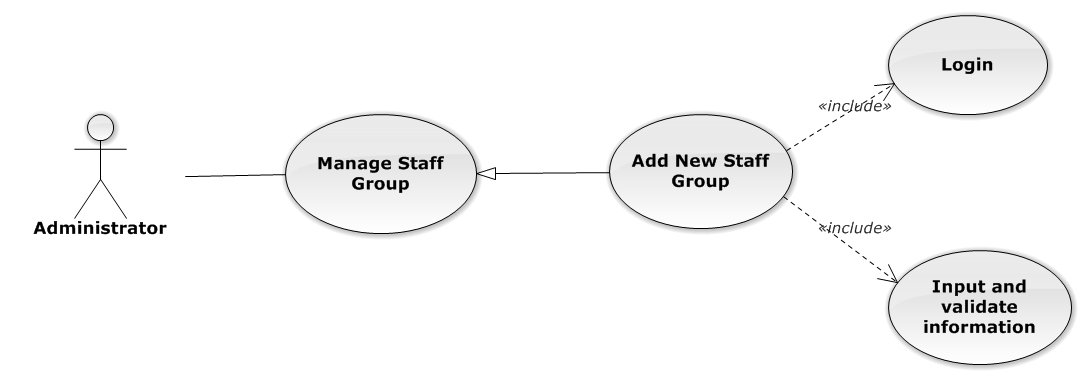 Login
«include»
Manage Staff
Group
Add New Staff
Group
Administrator
«include»
Input and
validate
information